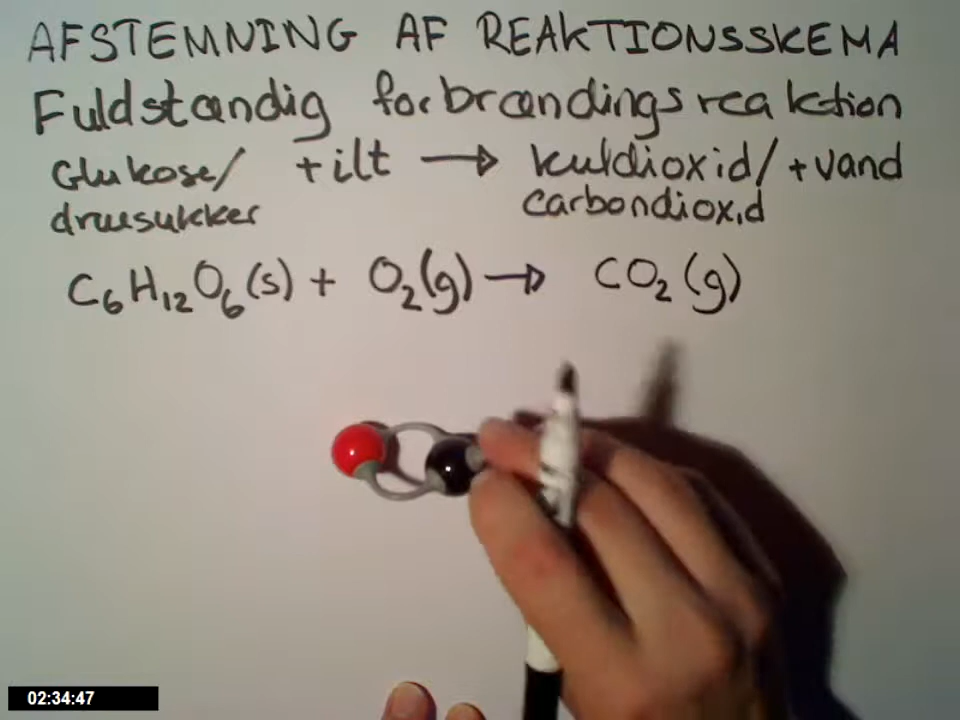 AFSTEMNING AF REAKTIONSSKEMA
Fuldstændig forbrændingsreaktion
Glukose/ + ilt → kuldioxid/ + vand
druesukker carbondioxid
C₆H₁₂O₆(s) + O₂(g) → CO₂(g)
02:34:47